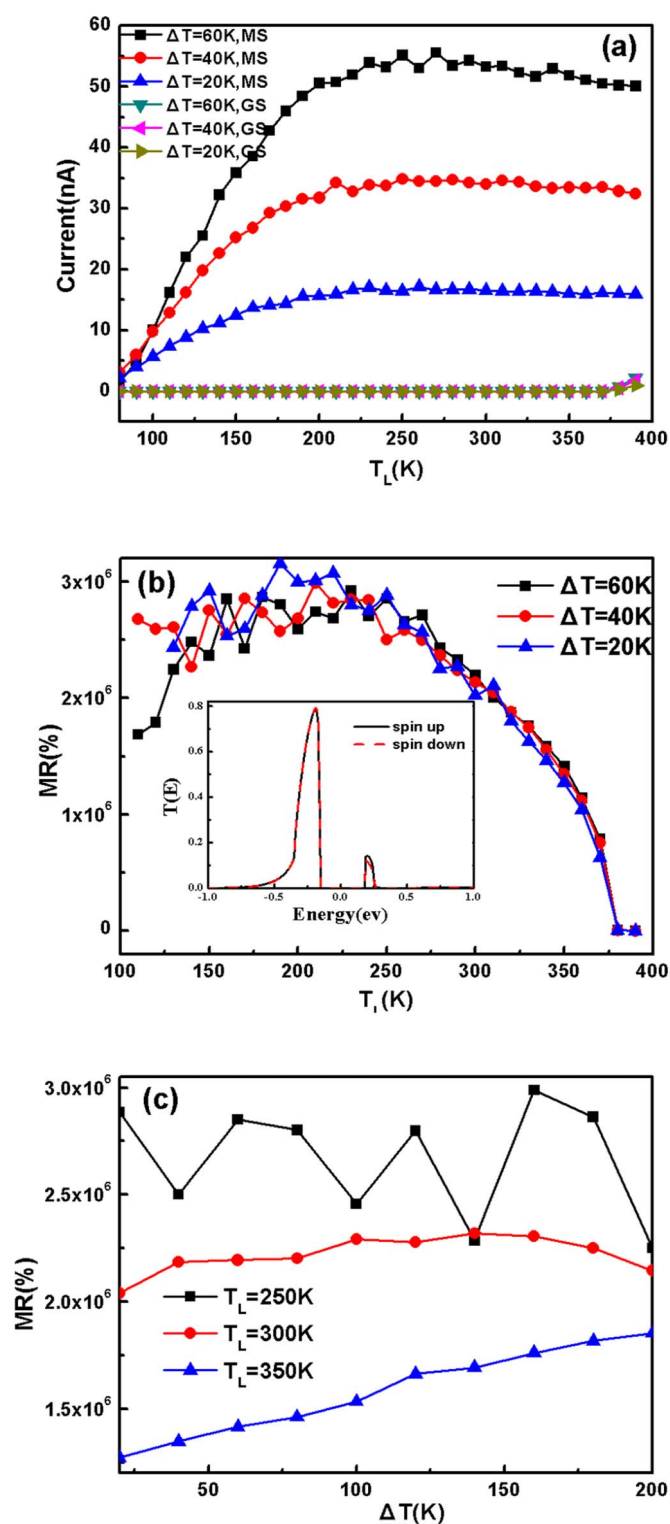 60
50
40
30
20
10
0
Current(nA)
ΔT=60K,MS
ΔT=40K,MS
ΔT=20K,MS
ΔT=60K,GS
ΔT=40K,GS
ΔT=20K,GS
(a)
100 150 200 250 300 350 400
T_L(K)
3x10^6
2x10^6
1x10^6
0
MR(%)
(b)
ΔT=60K
ΔT=40K
ΔT=20K
0.8
0.6
0.4
0.2
0.0
T(E)
spin up
spin down
-1.0 -0.5 0.0 0.5 1.0
Energy(ev)
100 150 200 250 300 350 400
T_L(K)
3.0x10^6
2.5x10^6
2.0x10^6
1.5x10^6
MR(%)
(c)
T_L=250K
T_L=300K
T_L=350K
50 100 150 200
ΔT(K)